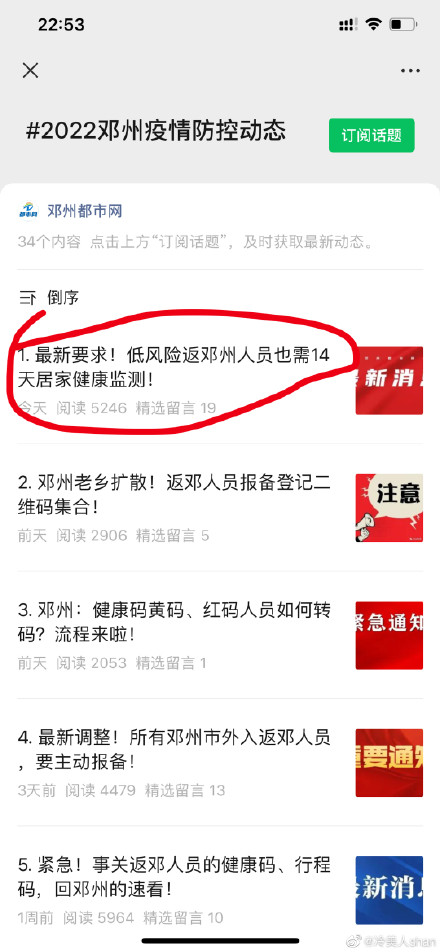 22:53
#2022邓州疫情防控动态
订阅话题
都市网
邓州都市网
34个内容 点击上方“订阅话题”，及时获取最新动态。
倒序
1. 最新要求！低风险返邓州人员也需14
天居家健康监测！
今天 阅读 5246 精选留言 19
最新消
2. 邓州老乡扩散！返邓人员报备登记二
维码集合！
前天 阅读 2906 精选留言 5
注意
3. 邓州：健康码黄码、红码人员如何转
码？流程来啦！
前天 阅读 2053 精选留言 1
紧急通知
4. 最新调整！所有邓州市外入返邓人员
，要主动报备！
3天前 阅读 4479 精选留言 13
重要通知
5. 紧急！事关返邓人员的健康码、行程
码，回邓州的速看！
1周前 阅读 5964 精选留言 10
最新消息